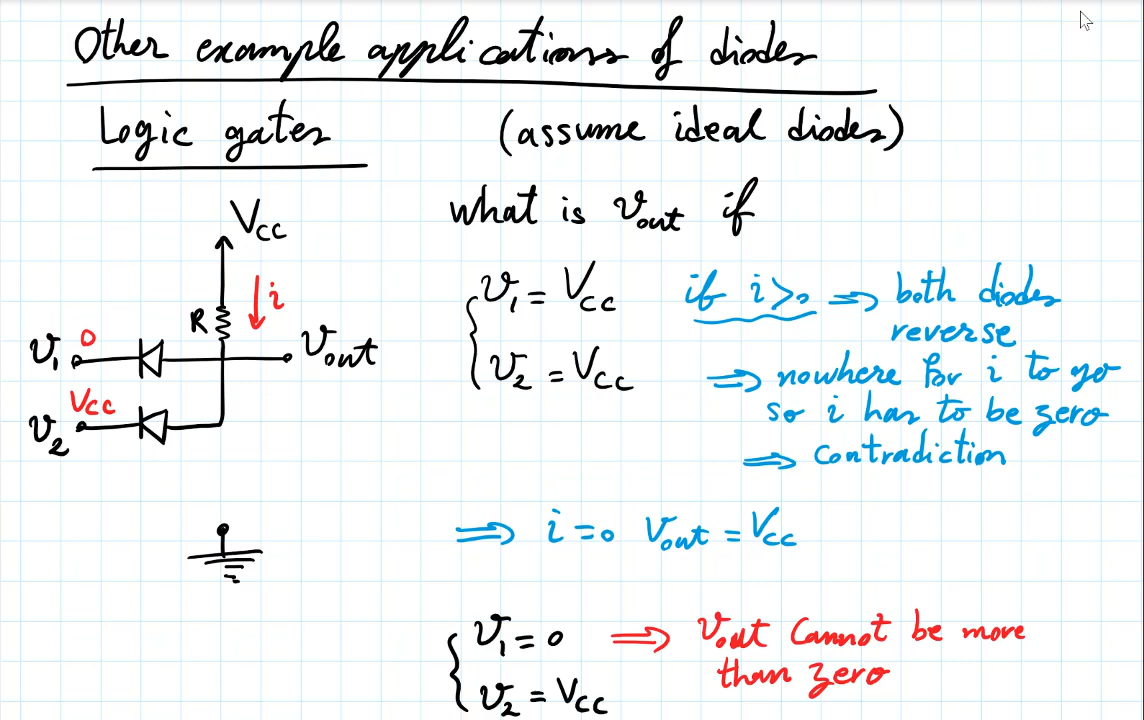 Other example applications of diodes
Logic gates (assume ideal diodes)
what is Vout if
Vcc
i
R
V1 0
Vout
Vcc
V2
V1 = Vcc
V2 = Vcc
if i>0 ⇒ both diodes
reverse
⇒ nowhere for i to go
so i has to be zero
⇒ contradiction
⇒ i = 0 Vout = Vcc
V1 = 0 ⇒ Vout cannot be more
than zero
V2 = Vcc